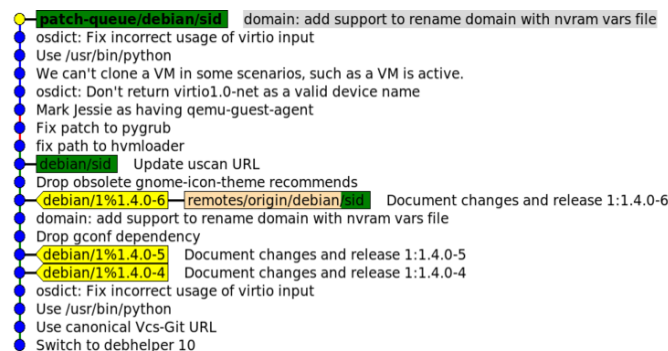 patch-queue/debian/sid domain: add support to rename domain with nvram vars file
osdict: Fix incorrect usage of virtio input
Use /usr/bin/python
We can't clone a VM in some scenarios, such as a VM is active.
osdict: Don't return virtio1.0-net as a valid device name
Mark Jessie as having qemu-guest-agent
Fix patch to pygrub
fix path to hvmloader
debian/sid Update uscan URL
Drop obsolete gnome-icon-theme recommends
debian/1%1.4.0-6 remotes/origin/debian/sid Document changes and release 1:1.4.0-6
domain: add support to rename domain with nvram vars file
Drop gconf dependency
debian/1%1.4.0-5 Document changes and release 1:1.4.0-5
debian/1%1.4.0-4 Document changes and release 1:1.4.0-4
osdict: Fix incorrect usage of virtio input
Use /usr/bin/python
Use canonical Vcs-Git URL
Switch to debhelper 10